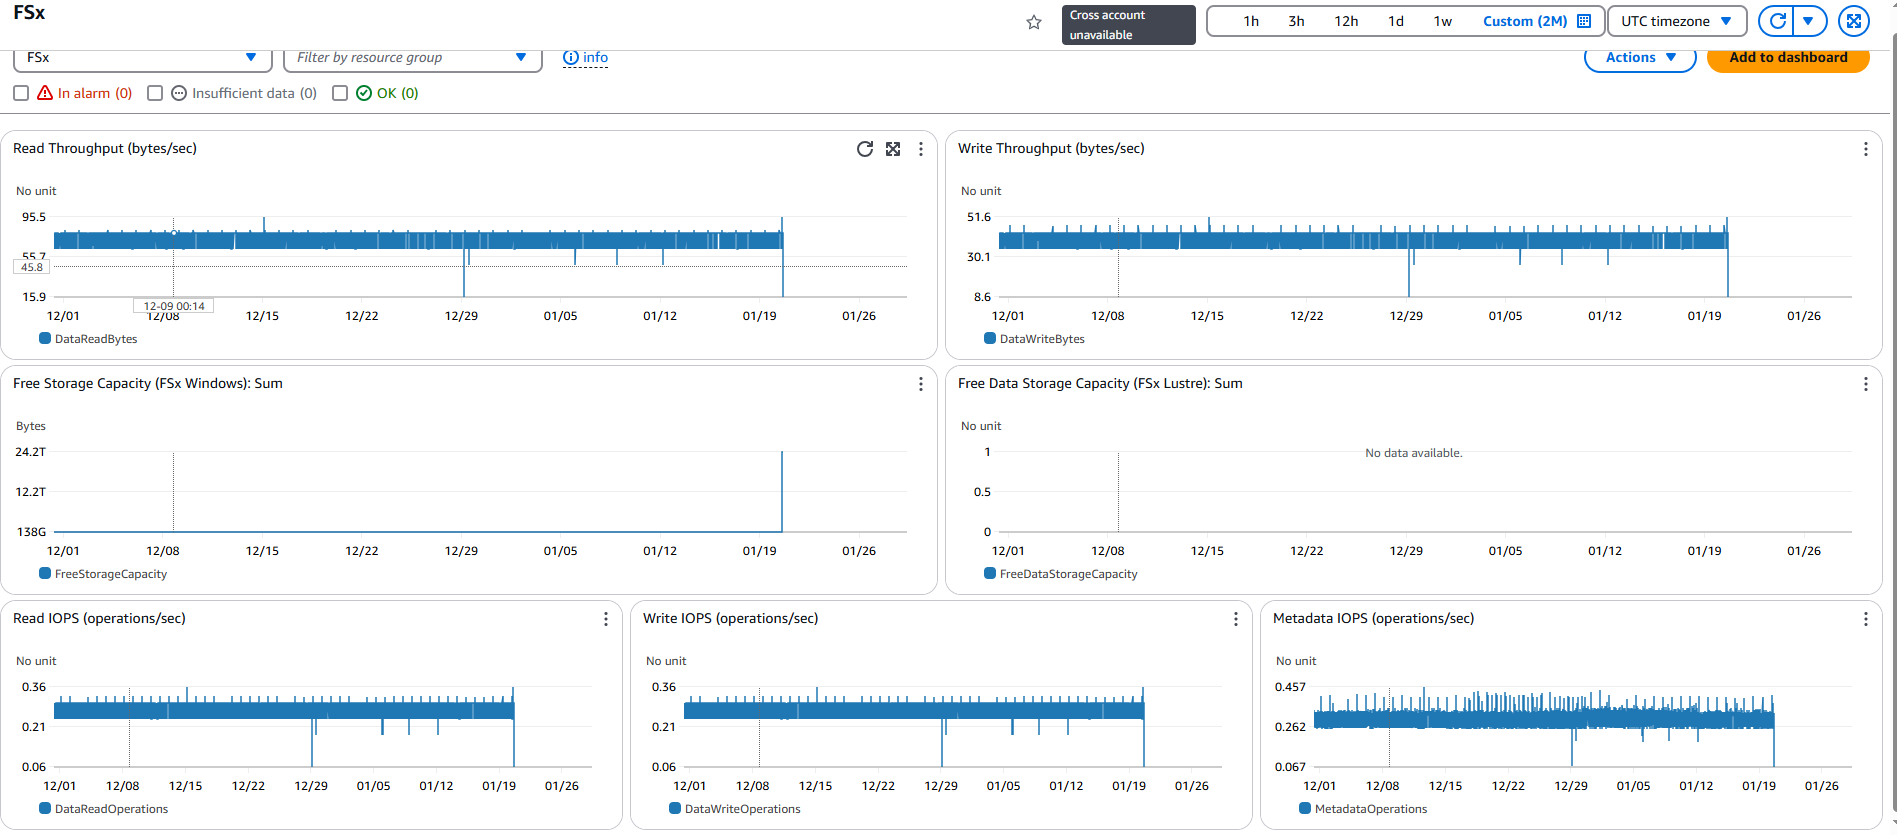 FSx
Cross account
unavailable
1h 3h 12h 1d 1w Custom (2M)
UTC timezone
FSx
Filter by resource group
info
Actions
Add to dashboard
In alarm (0) Insufficient data (0) OK (0)
Read Throughput (bytes/sec)
No unit
95.5
55.7
45.8
15.9
12-09 00:14
12/01 12/08 12/15 12/22 12/29 01/05 01/12 01/19 01/26
DataReadBytes
Write Throughput (bytes/sec)
No unit
51.6
30.1
8.6
12/01 12/08 12/15 12/22 12/29 01/05 01/12 01/19 01/26
DataWriteBytes
Free Storage Capacity (FSx Windows): Sum
Bytes
24.2T
12.2T
138G
12/01 12/08 12/15 12/22 12/29 01/05 01/12 01/19 01/26
FreeStorageCapacity
Free Data Storage Capacity (FSx Lustre): Sum
No unit
1
No data available.
0.5
0
12/01 12/08 12/15 12/22 12/29 01/05 01/12 01/19 01/26
FreeDataStorageCapacity
Read IOPS (operations/sec)
No unit
0.36
0.21
0.06
12/01 12/08 12/15 12/22 12/29 01/05 01/12 01/19 01/26
DataReadOperations
Write IOPS (operations/sec)
No unit
0.36
0.21
0.06
12/01 12/08 12/15 12/22 12/29 01/05 01/12 01/19 01/26
DataWriteOperations
Metadata IOPS (operations/sec)
No unit
0.457
0.262
0.067
12/01 12/08 12/15 12/22 12/29 01/05 01/12 01/19 01/26
MetadataOperations